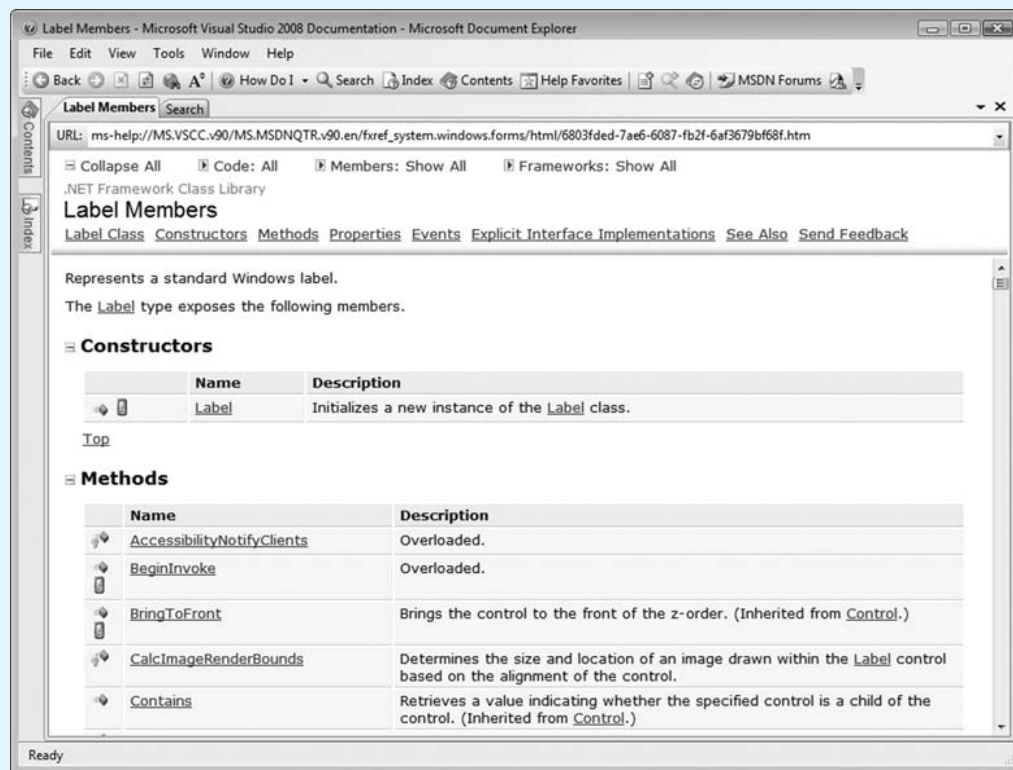 Label Members - Microsoft Visual Studio 2008 Documentation - Microsoft Document Explorer
File Edit View Tools Window Help
Back A How Do I Search Index Contents Help Favorites MSDN Forums
Contents
Index
Label Members Search
URL: ms-help://MS.VSCC.v90/MS.MSDNQTR.v90.en/fxref_system.windows.forms/html/6803fded-7ae6-6087-fb2f-6af3679bf68f.htm
Collapse All Code: All Members: Show All Frameworks: Show All
.NET Framework Class Library
Label Members
Label Class Constructors Methods Properties Events Explicit Interface Implementations See Also Send Feedback
Represents a standard Windows label.
The Label type exposes the following members.
Constructors
Name Description
Label Initializes a new instance of the Label class.
Top
Methods
Name Description
AccessibilityNotifyClients Overloaded.
BeginInvoke Overloaded.
BringToFront Brings the control to the front of the z-order. (Inherited from Control.)
CalcImageRenderBounds Determines the size and location of an image drawn within the Label control
based on the alignment of the control.
Contains Retrieves a value indicating whether the specified control is a child of the
control. (Inherited from Control.)
Ready